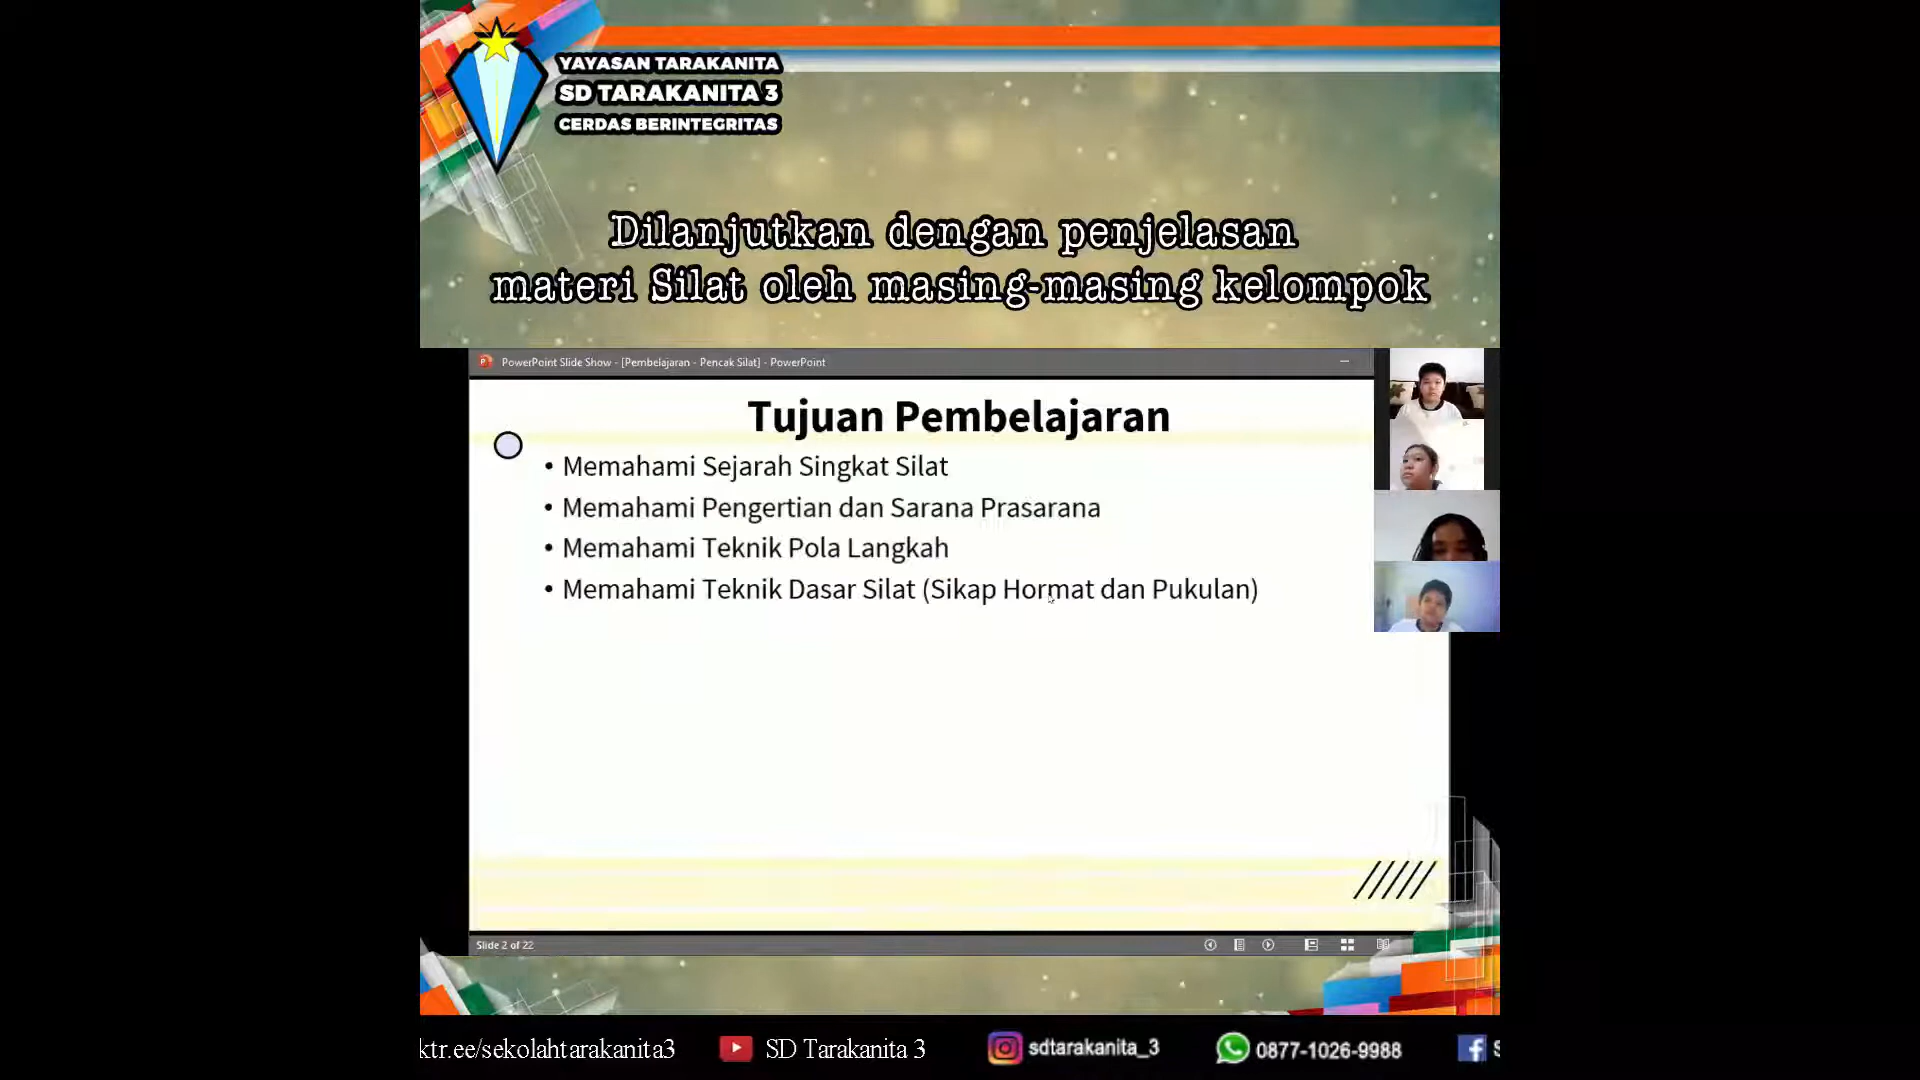 YAYASAN TARAKANITA
SD TARAKANITA 3
CERDAS BERINTEGRITAS
Dilanjutkan dengan penjelasan
materi Silat oleh masing-masing kelompok
PowerPoint Slide Show - [Pembelajaran - Pencak Silat] - PowerPoint
Tujuan Pembelajaran
• Memahami Sejarah Singkat Silat
• Memahami Pengertian dan Sarana Prasarana
• Memahami Teknik Pola Langkah
• Memahami Teknik Dasar Silat (Sikap Hormat dan Pukulan)
Slide 2 of 22
ktr.ee/sekolahtarakanita3 SD Tarakanita 3 sdtarakanita_3 0877-1026-9988